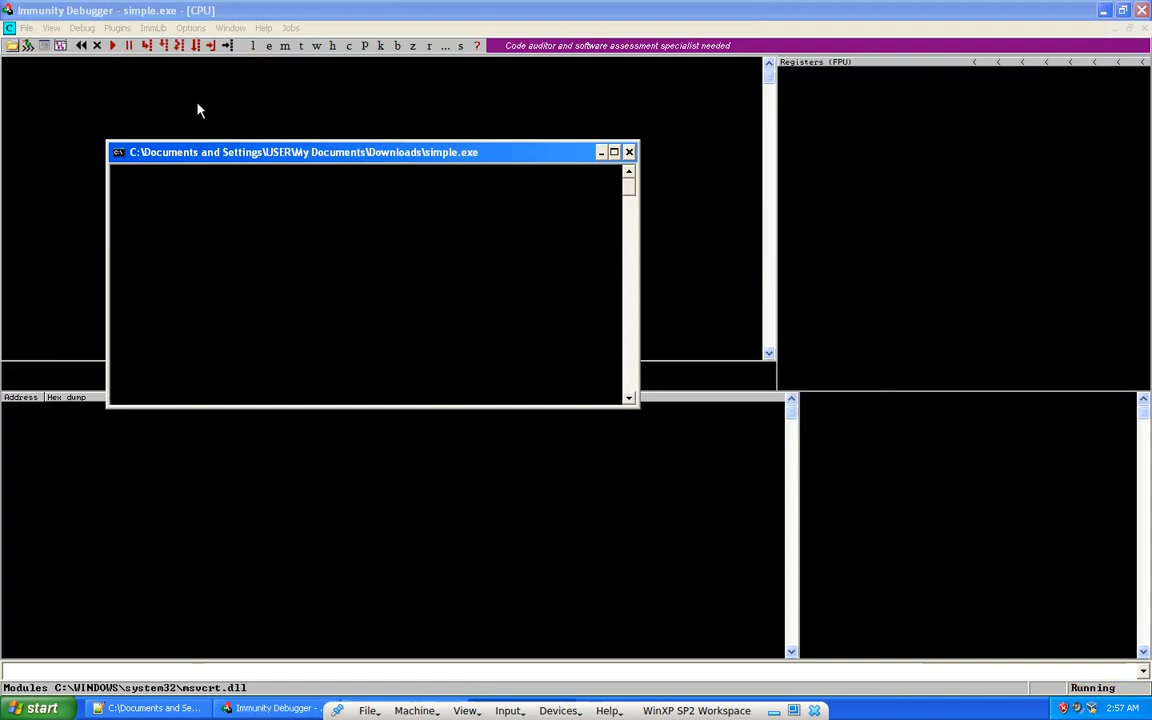 Immunity Debugger - simple.exe - [CPU]
C File View Debug Plugins ImmLib Options Window Help Jobs
l e m t w h c P k b z r ... s ? Code auditor and software assessment specialist needed
Registers (FPU) < < < < < < < <
C:\Documents and Settings\USER\My Documents\Downloads\simple.exe
Address Hex dump
Modules C:\WINDOWS\system32\msvcrt.dll Running
start C:\Documents and Se... Immunity Debugger - . File Machine View Input Devices Help WinXP SP2 Workspace 2:57 AM